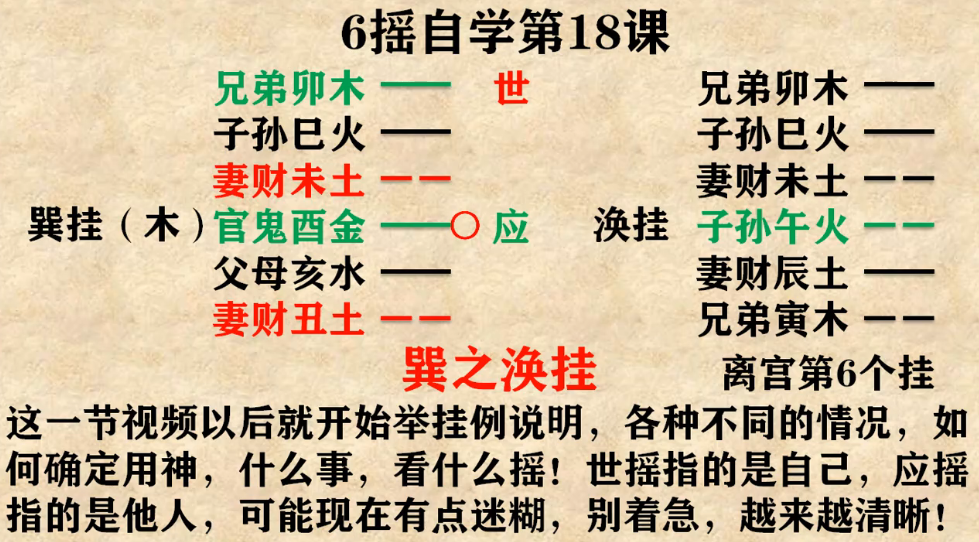 6摇自学第18课
兄弟卯木 世 兄弟卯木
子孙巳火 子孙巳火
妻财未土 妻财未土
巽挂（木）官鬼酉金 应 涣挂 子孙午火
父母亥水 妻财辰土
妻财丑土 兄弟寅木
巽之涣挂 离宫第6个挂
这一节视频以后就开始举挂例说明，各种不同的情况，如
何确定用神，什么事，看什么摇！世摇指的是自己，应摇
指的是他人，可能现在有点迷糊，别着急，越来越清晰！